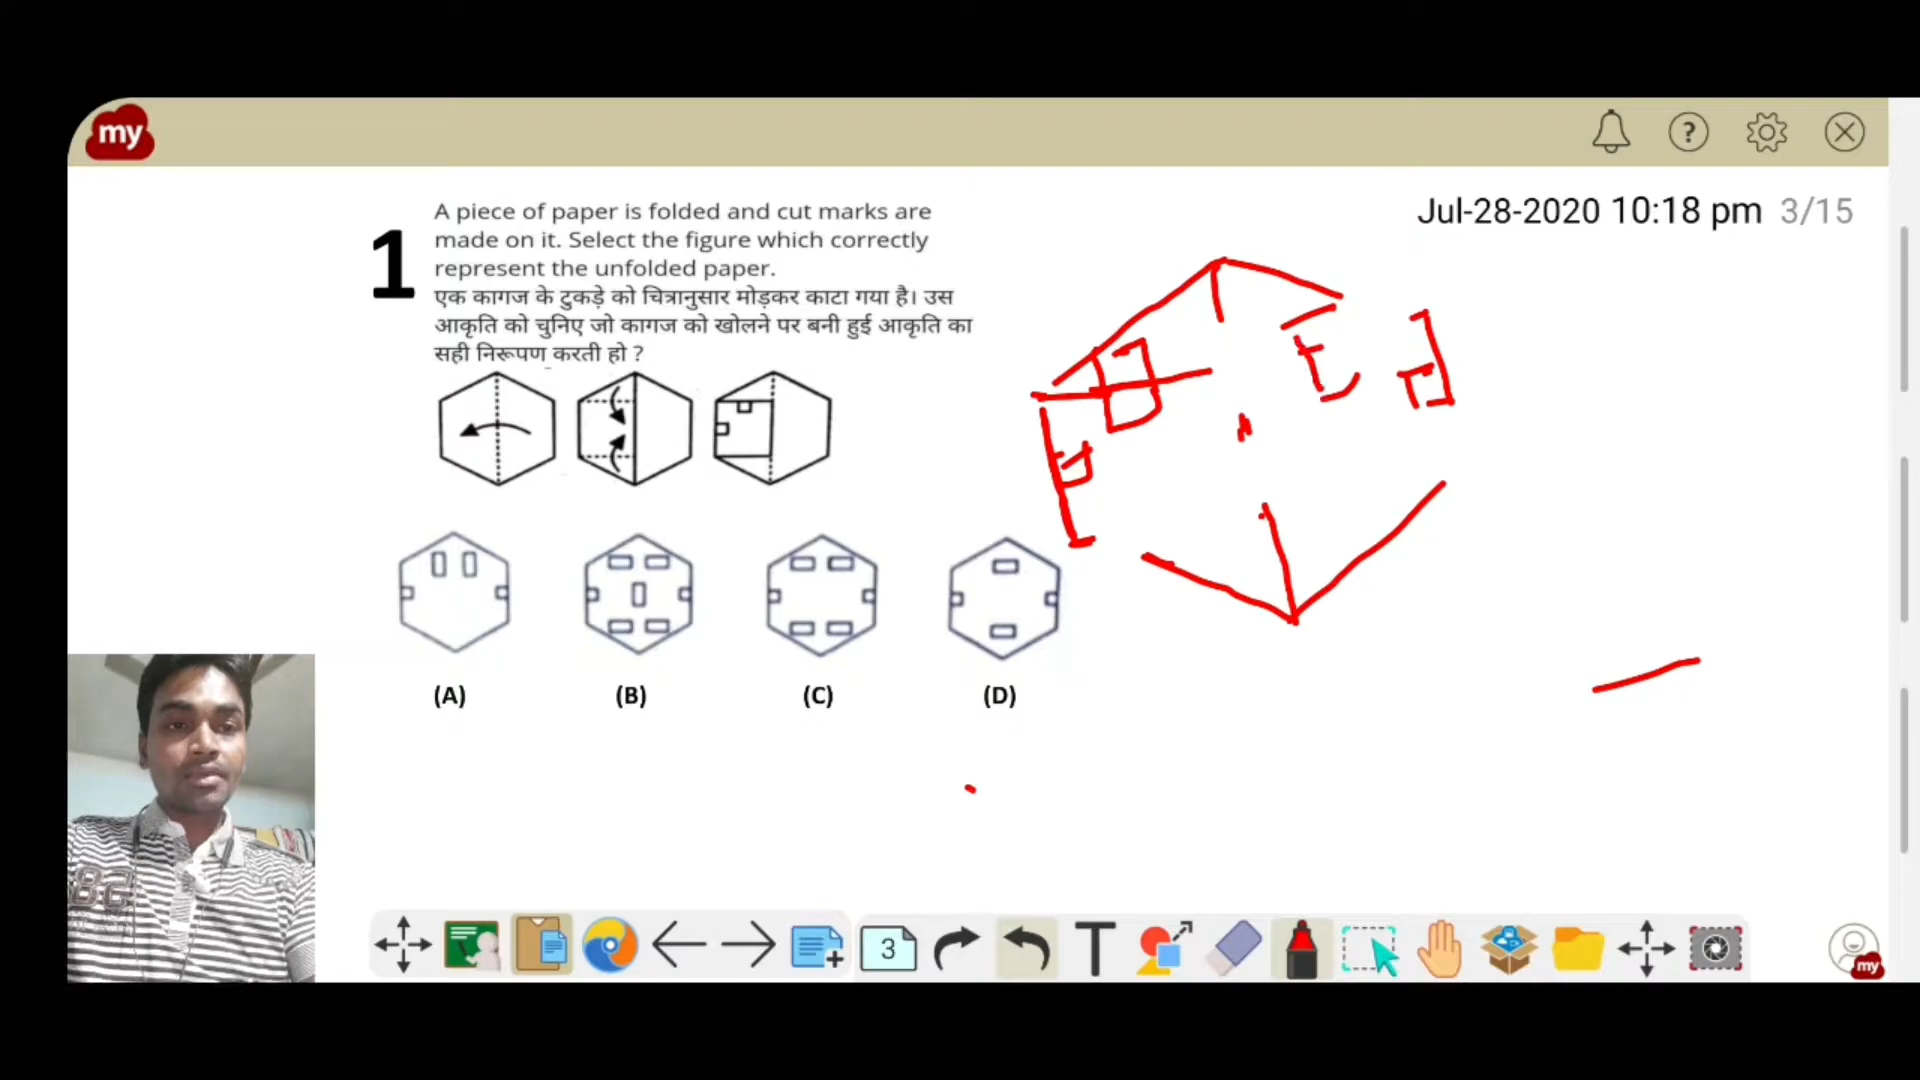 my
Jul-28-2020 10:18 pm 3/15
1
A piece of paper is folded and cut marks are
made on it. Select the figure which correctly
represent the unfolded paper.
एक कागज के टुकड़े को चित्रानुसार मोड़कर काटा गया है। उस
आकृति को चुनिए जो कागज को खोलने पर बनी हुई आकृति का
सही निरूपण करती हो ?
(A) (B) (C) (D)
3
T
my